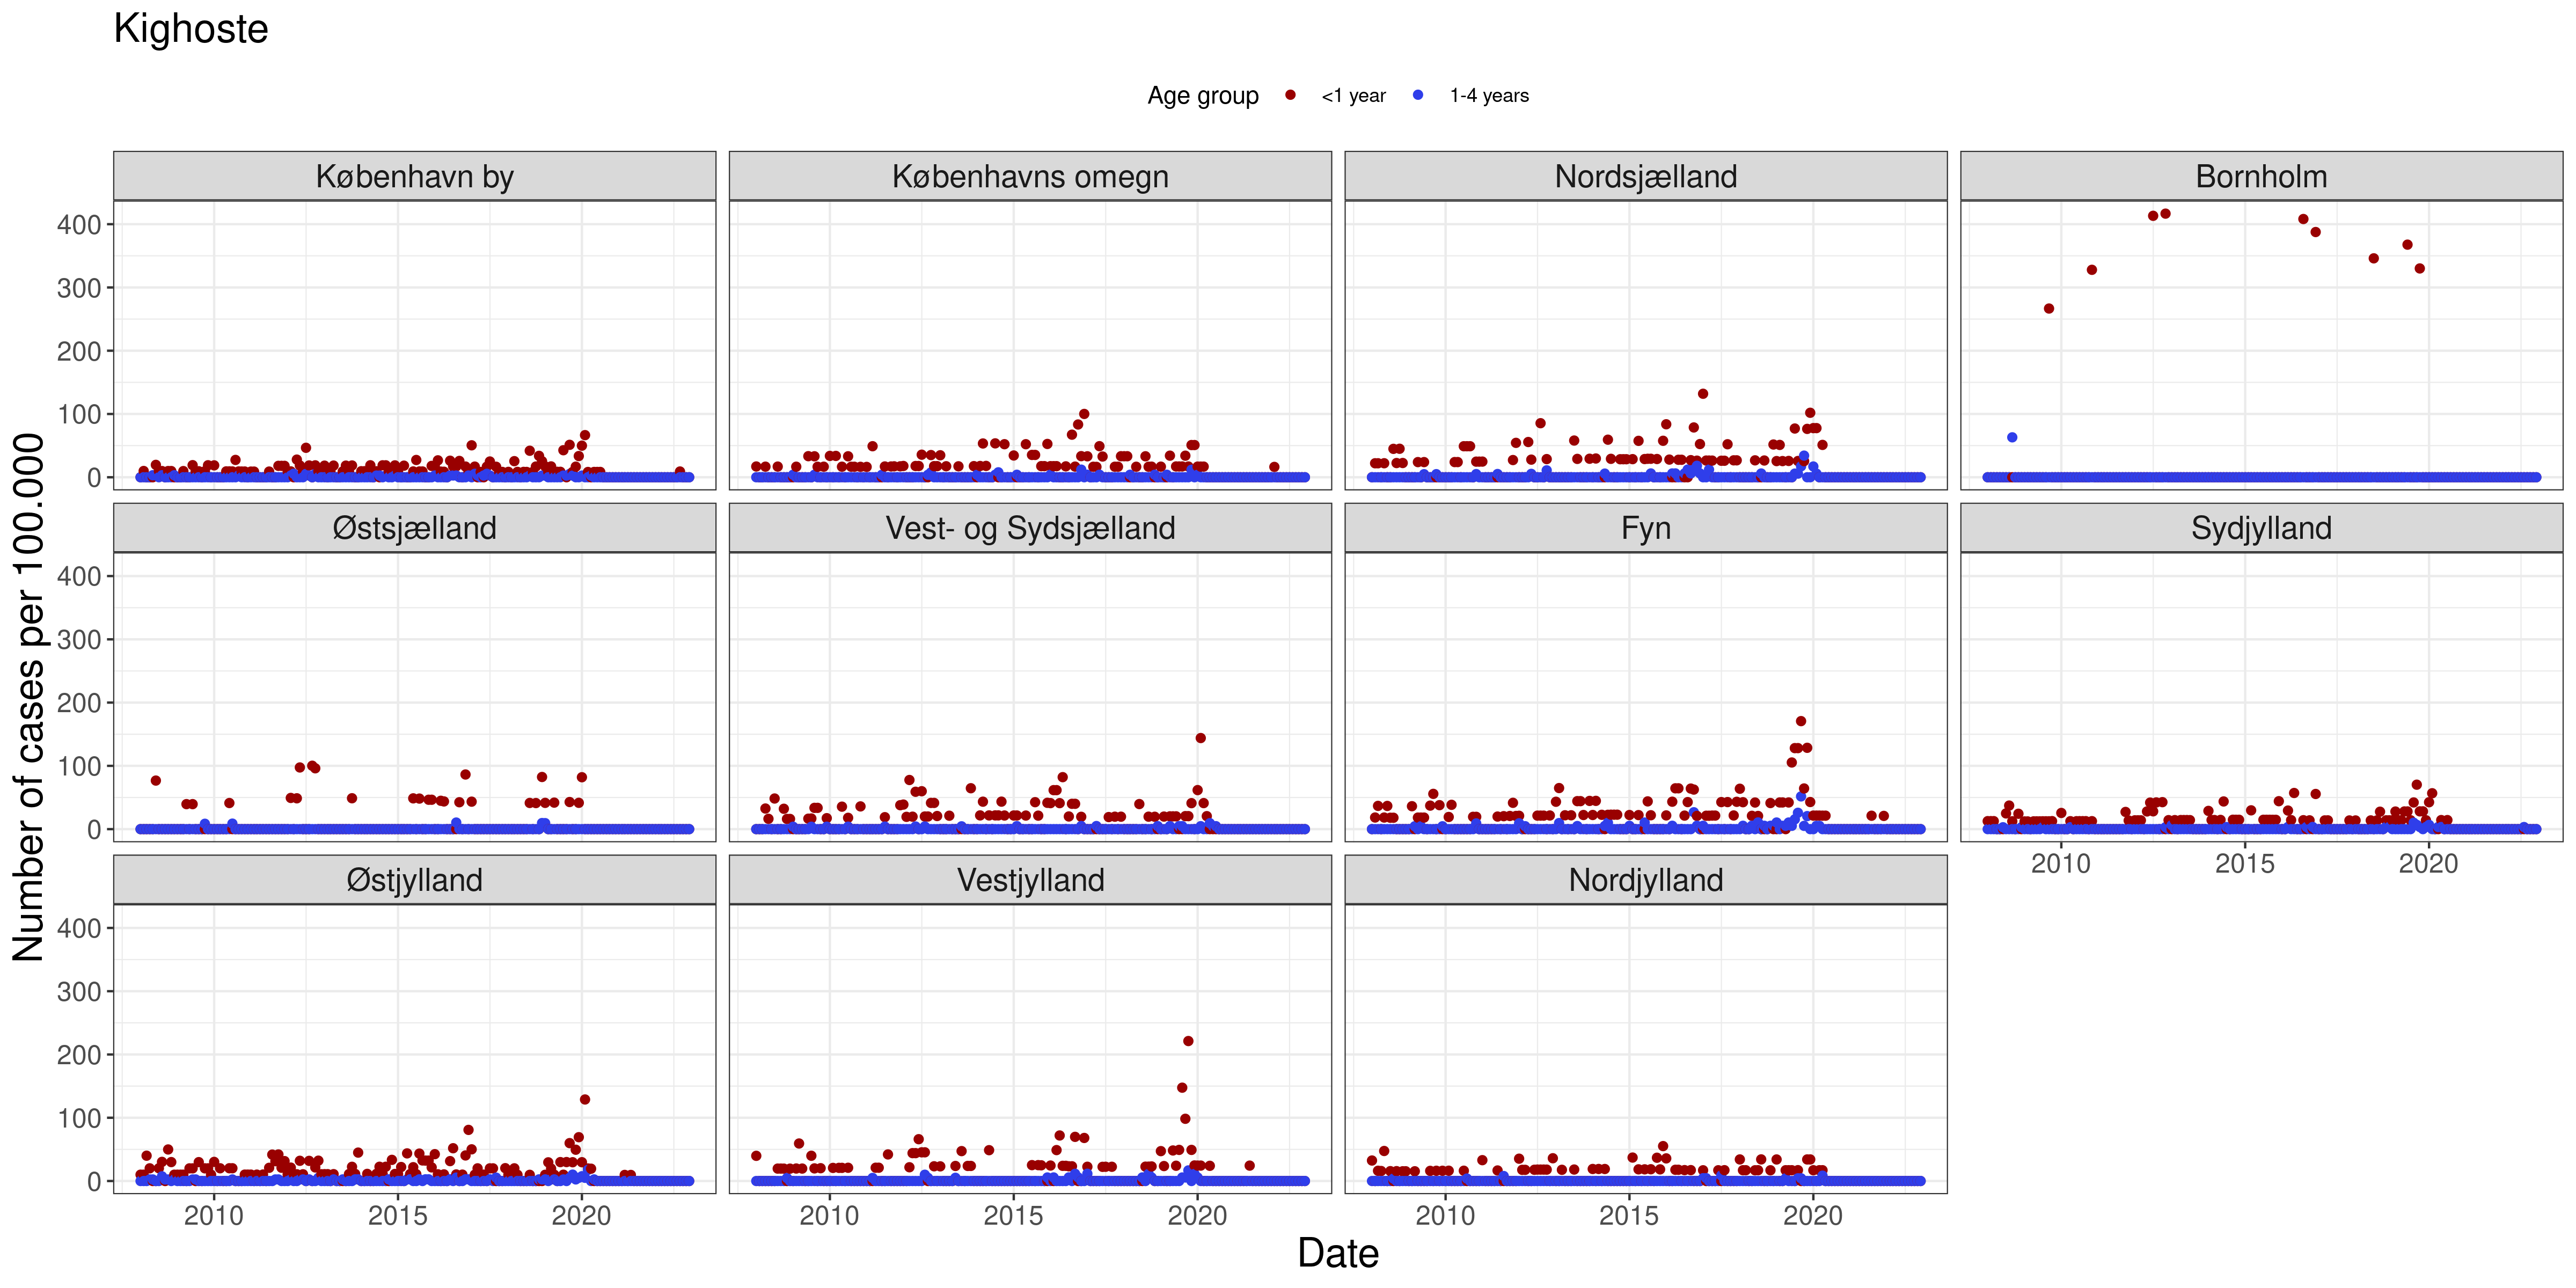 Kighoste
Age group <1 year 1-4 years
København by Københavns omegn Nordsjælland Bornholm
400
300
200
100
0
Østsjælland Vest- og Sydsjælland Fyn Sydjylland
400
300
200
100
0
2010 2015 2020
Østjylland Vestjylland Nordjylland
400
300
200
100
0
2010 2015 2020 2010 2015 2020 2010 2015 2020
Number of cases per 100.000
Date